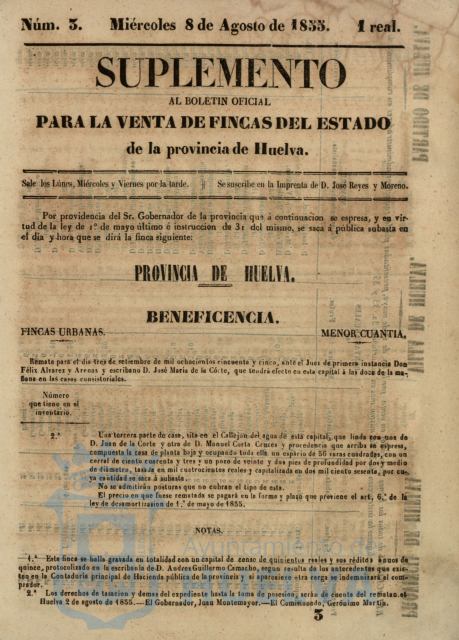 Núm. 3. Miércoles 8 de Agosto de 1855. 1 real.
SUPLEMENTO
AL BOLETIN OFICIAL
PARA LA VENTA DE FINCAS DEL ESTADO
de la provincia de Huelva.
Sale los Lúnes, Miércoles y Viernes por la tarde. Se suscribe en la Imprenta de D. José Reyes y Moreno.
Por providencia del Sr. Gobernador de la provincia que á continuacion se espresa, y en vir-
tud de la ley de 1.º de mayo último é instruccion de 31 del mismo, se saca á pública subasta en
el dia y hora que se dirá la finca siguiente:
PROVINCIA DE HUELVA.
BENEFICENCIA.
FINCAS URBANAS. MENOR CUANTIA.
Remate para el dia tres de setiembre de mil ochocientos cincuenta y cinco, ante el Juez de primera instancia Don
Félix Alvarez y Arenas y escribano D. José María de la Córte, que tendrá efecto en esta capital á las doce de la ma-
ñana en las casas consistoriales.
Número
que tiene en el
inventario.
2.º Una tercera parte de casa, sita en el Callejon del agua de esta capital, que linda con una de
D. Juan de la Corte y otra de D. Manuel Corta Cruces y procedencia que arriba se espresa,
compuesta la casa de planta baja y ocupando toda ella un espacio de 56 varas cuadradas, con un
corral de ciento cuarenta y tres y un pozo de veinte y dos pies de profundidad por dos y medio
de diámetro, tasada en mil cuatrocientos reales y capitalizada en dos mil ciento sesenta, por cu-
ya cantidad se saca á subasta.
No se admitirán posturas que no cubran el tipo de esta.
El precio en que fuese rematada se pagará en la forma y plazo que previene el art. 6.º de la
ley de desamortizacion de 1.º de mayo de 1855.
NOTAS.
1.ª Esta finca se halla gravada en totalidad con un capital de censo de quinientos reales y sus réditos anuos de
quince, protocolizado en la escribanía de D. Andres Guillermo Camacho, segun resulta de los antecedentes que exis-
ten en la Contaduría principal de Hacienda pública de la provincia y si apareciere otra carga se indemnizará al com-
prador.
2.ª Los derechos de tasacion y demas del expediente hasta la toma de posesion, serán de cuenta del rematante.
Huelva 2 de agosto de 1855.—El Gobernador, Juan Montemayor.—El Comisionado, Gerónimo Martin.
3